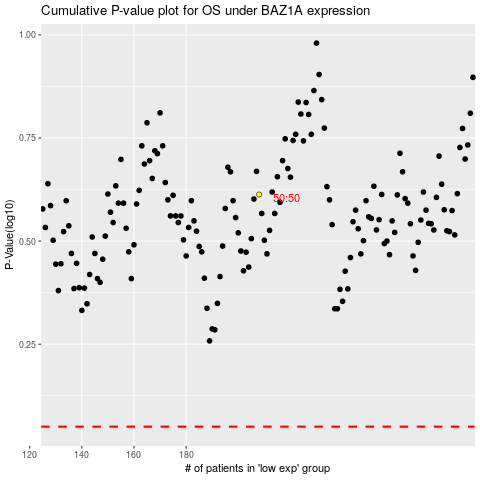 Cumulative P-value plot for OS under BAZ1A expression
1.00
0.75
0.50
0.25
P-Value(log10)
50:50
120 140 160 180
# of patients in 'low exp' group